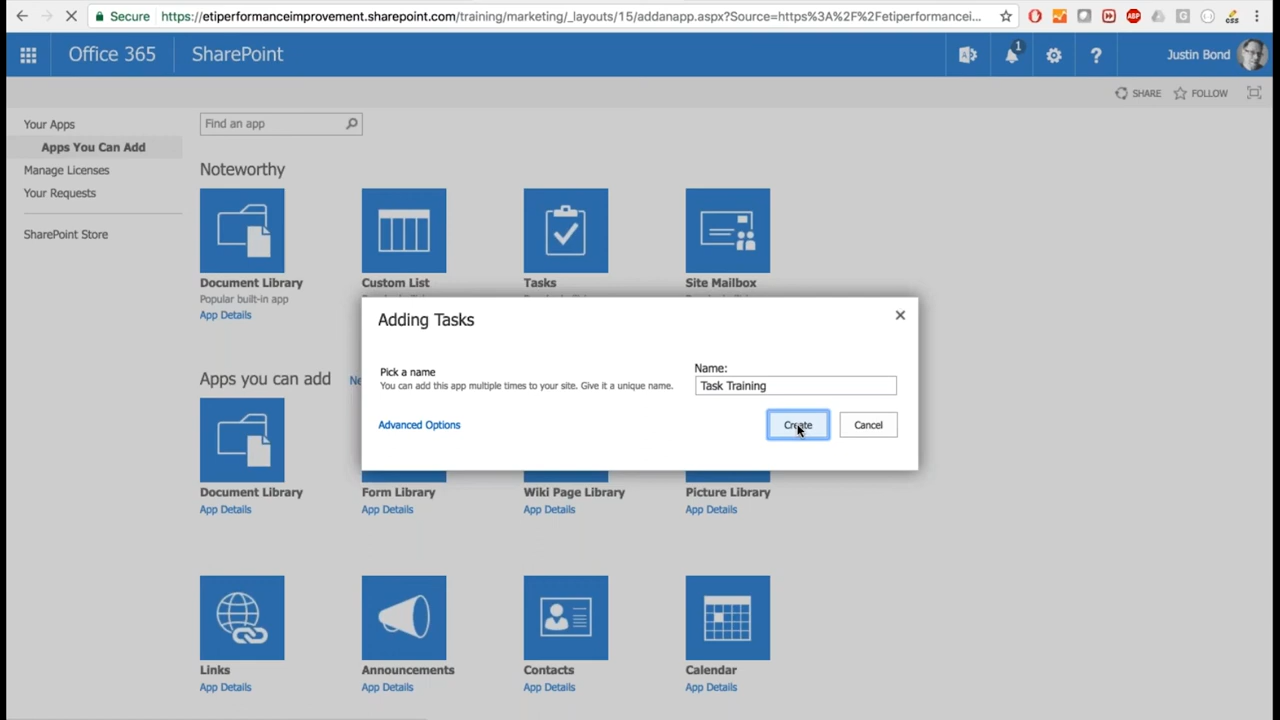 Secure https://etiperformanceimprovement.sharepoint.com/training/marketing/_layouts/15/addanapp.aspx?Source=https%3A%2F%2Fetiperformancei...
ABP G css
Office 365 SharePoint 1 ? Justin Bond
SHARE FOLLOW
Your Apps
Apps You Can Add
Manage Licenses
Your Requests
SharePoint Store
Find an app
Noteworthy
Document Library Custom List Tasks Site Mailbox
Popular built-in app
App Details
Adding Tasks
Pick a name
You can add this app multiple times to your site. Give it a unique name.
Name:
Task Training
Advanced Options
Create Cancel
Apps you can add
Document Library Form Library Wiki Page Library Picture Library
App Details App Details App Details App Details
Links Announcements Contacts Calendar
App Details App Details App Details App Details